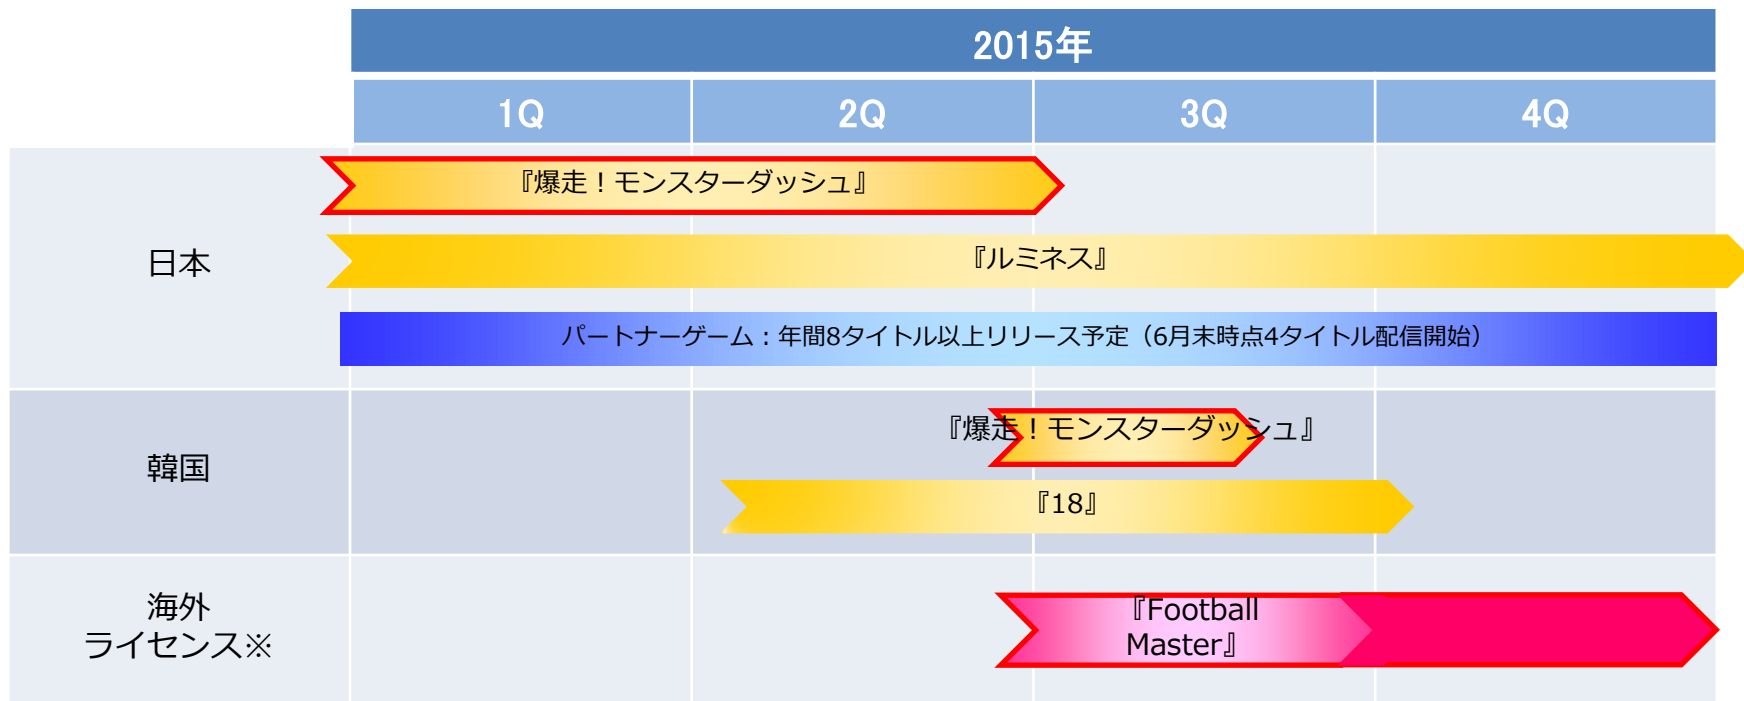 2015年
1Q
2Q
3Q
4Q
日本
『爆走！モンスターダッシュ』
『ルミネス』
パートナーゲーム：年間8タイトル以上リリース予定（6月末時点4タイトル配信開始）
韓国
『爆走！モンスターダッシュ』
『18』
海外
ライセンス※
『Football
Master』